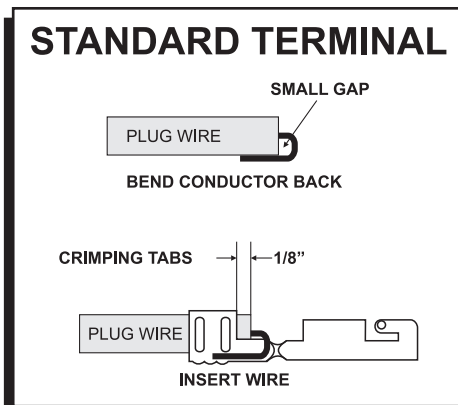 STANDARD TERMINAL
SMALL GAP
PLUG WIRE
BEND CONDUCTOR BACK
CRIMPING TABS
1/8”
PLUG WIRE
INSERT WIRE